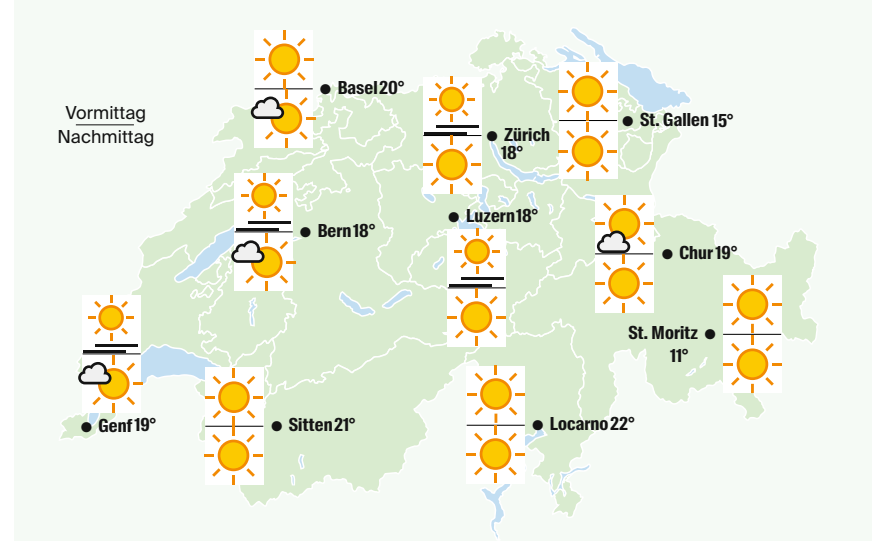 Vormittag
Nachmittag
Basel 20°
Zürich
18°
St. Gallen 15°
Luzern 18°
Bern 18°
Chur 19°
St. Moritz
11°
Genf 19°
Sitten 21°
Locarno 22°